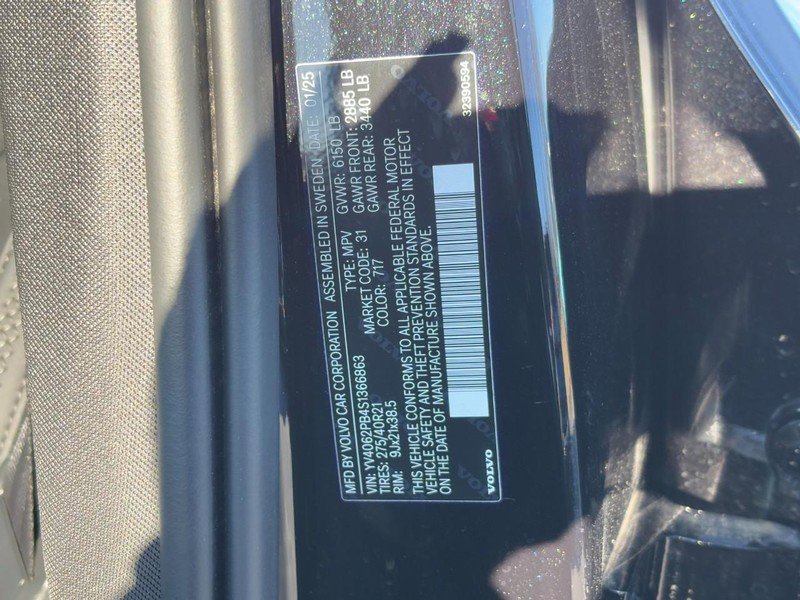 MFD BY VOLVO CAR CORPORATION ASSEMBLED IN SWEDEN DATE: 01/25
VIN: YV4062PB4S1366863 TYPE: MPV GVWR: 6150 LB
TIRES: 275/40R21 MARKET CODE: 31 GAWR FRONT: 2885 LB
RIM: 9Jx21x38.5 COLOR: 717 GAWR REAR: 3440 LB
THIS VEHICLE CONFORMS TO ALL APPLICABLE FEDERAL MOTOR
VEHICLE SAFETY AND THEFT PREVENTION STANDARDS IN EFFECT
ON THE DATE OF MANUFACTURE SHOWN ABOVE.
VOLVO 32390594